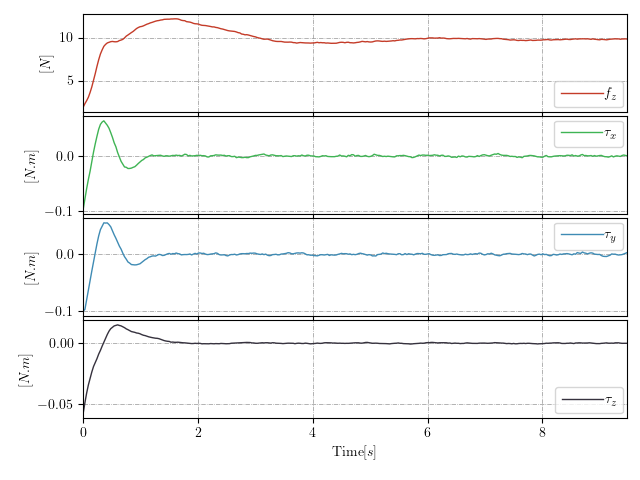 10
5
[N]
f_z
0.0
−0.1
[N.m]
τ_x
0.0
−0.1
[N.m]
τ_y
0.00
−0.05
[N.m]
τ_z
0 2 4 6 8
Time[s]